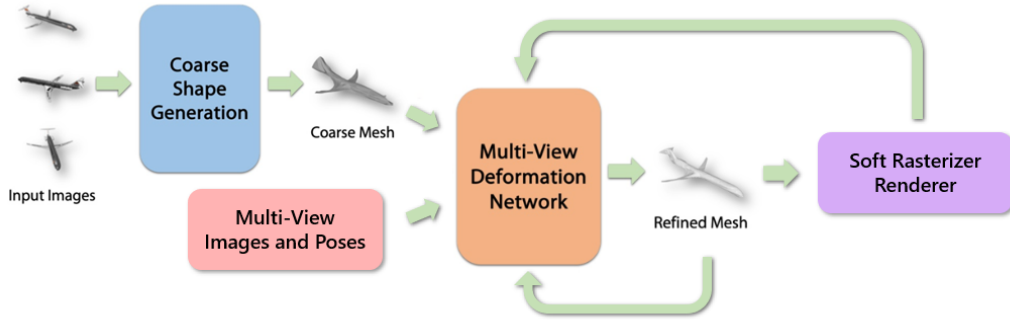 Input Images
Coarse
Shape
Generation
Coarse Mesh
Multi-View
Images and Poses
Multi-View
Deformation
Network
Refined Mesh
Soft Rasterizer
Renderer